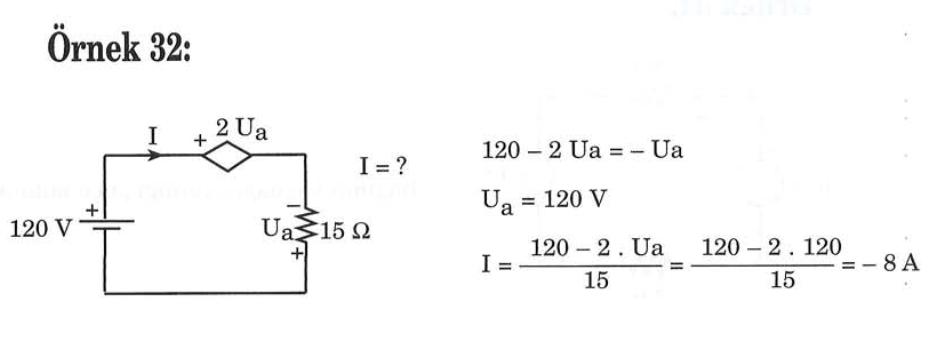 Örnek 32:
I
+ 2 Ua
I = ?
+
120 V
−
Ua 15 Ω
+
120 – 2 Ua = – Ua
Ua = 120 V
I = 120 – 2 . Ua / 15 = 120 – 2 . 120 / 15 = – 8 A